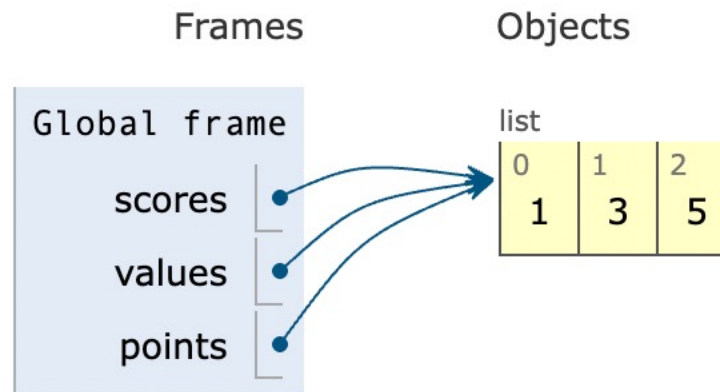 Frames Objects
Global frame
list
0 1 2
scores
1 3 5
values
points